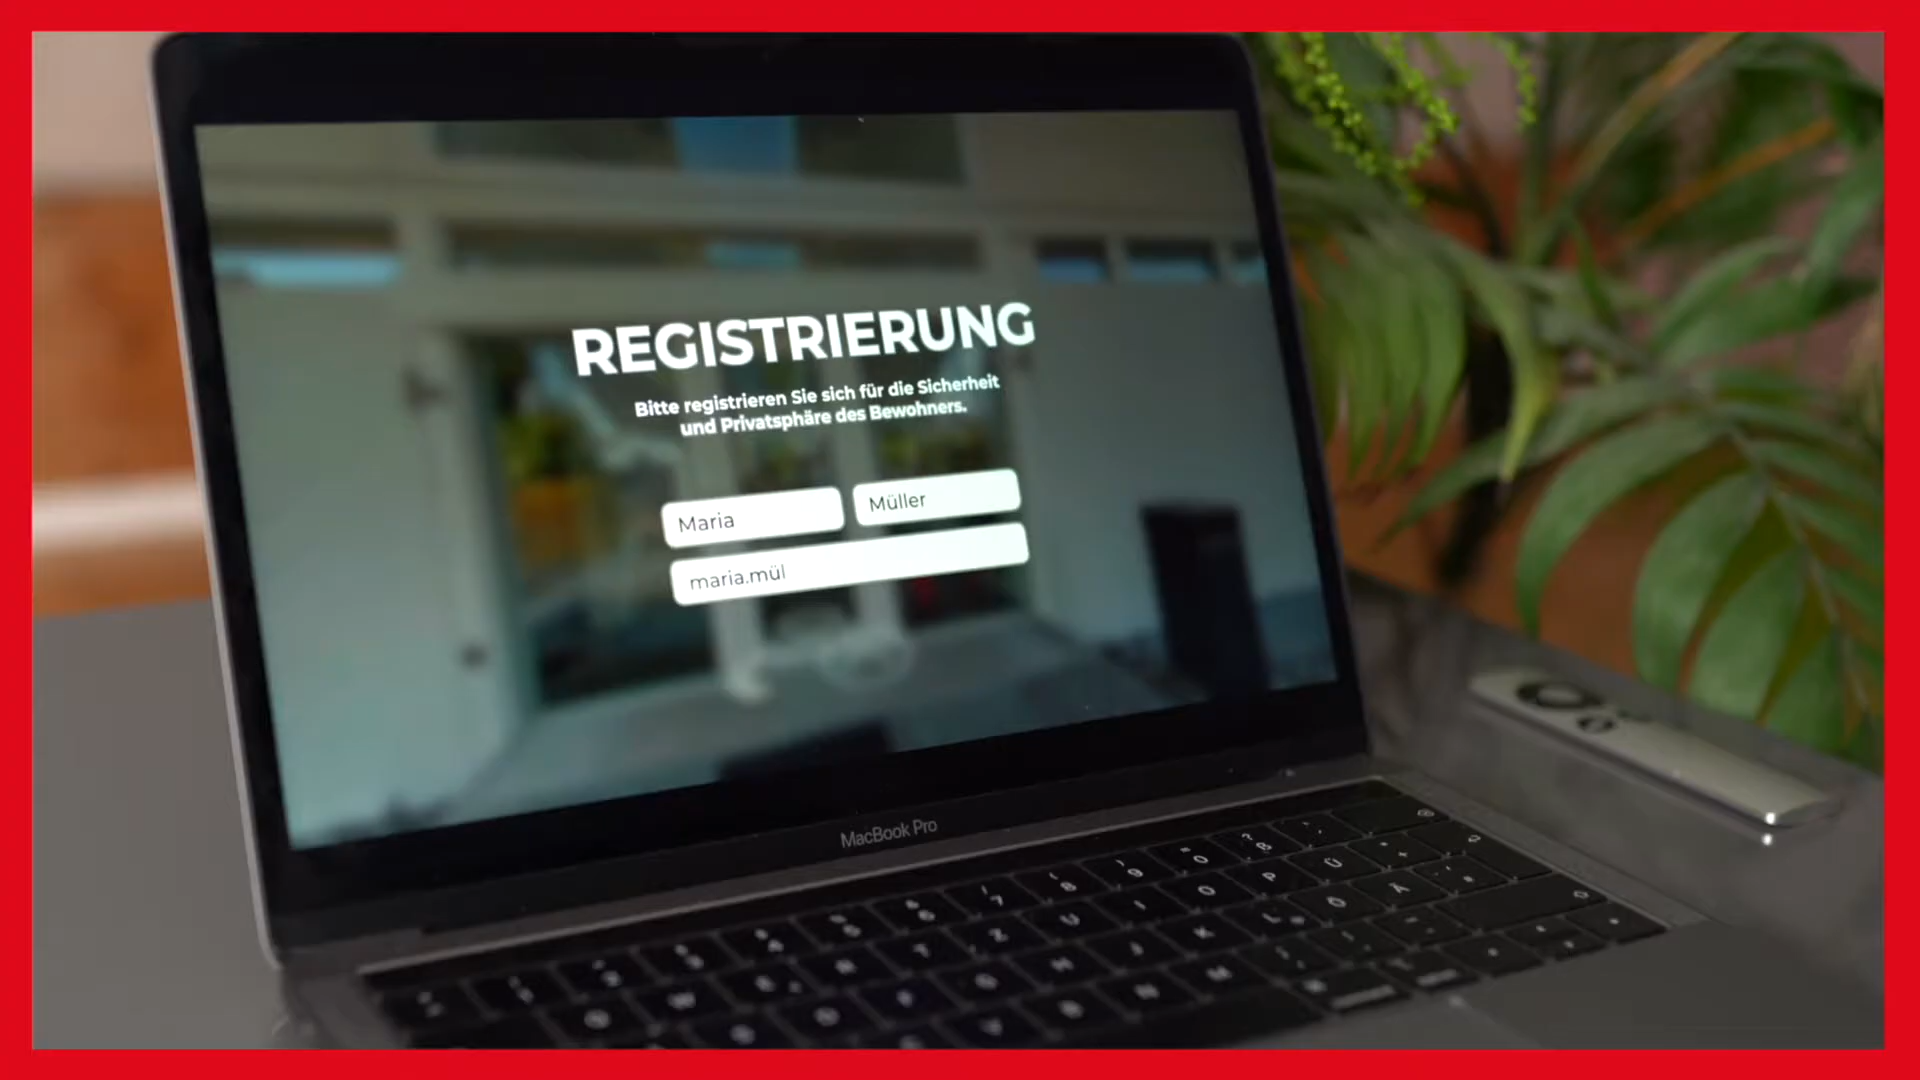 REGISTRIERUNG
Bitte registrieren Sie sich für die Sicherheit
und Privatsphäre des Bewohners.
Maria
Müller
maria.mül
MacBook Pro